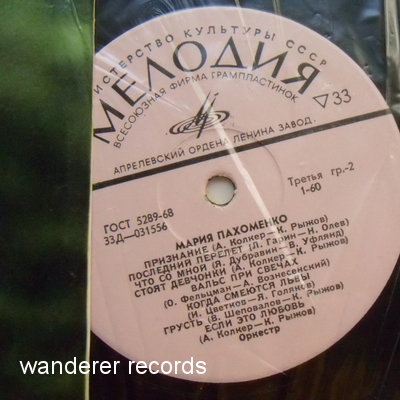 ИСТЕРСТВО КУЛЬТУРЫ СССР
МЕЛОДИЯ
ВСЕСОЮЗНАЯ ФИРМА ГРАМПЛАСТИНОК
33
АПРЕЛЕВСКИЙ ОРДЕНА ЛЕНИНА ЗАВОД.
ГОСТ 5289-68
33Д—031556
Третья гр.-2
1-60
МАРИЯ ПАХОМЕНКО
ПРИЗНАНИЕ (А. Колкер—К. Рыжов)
ПОСЛЕДНИЙ ПЕРЕЛЕТ (Л. Гарин—Н. Олев)
ЧТО СО МНОЙ (Я. Дубравин—В. Уфлянд)
СТОЯТ ДЕВЧОНКИ (А. Колкер—К. Рыжов)
ВАЛЬС ПРИ СВЕЧАХ
(О. Фельцман—А. Вознесенский)
КОГДА СМЕЮТСЯ ЛЬВЫ
(И. Цветков—Я. Голяков)
ГРУСТЬ (В. Шеповалов—К. Рыжов)
ЕСЛИ ЭТО ЛЮБОВЬ
(А. Колкер—К. Рыжов)
Оркестр
wanderer records